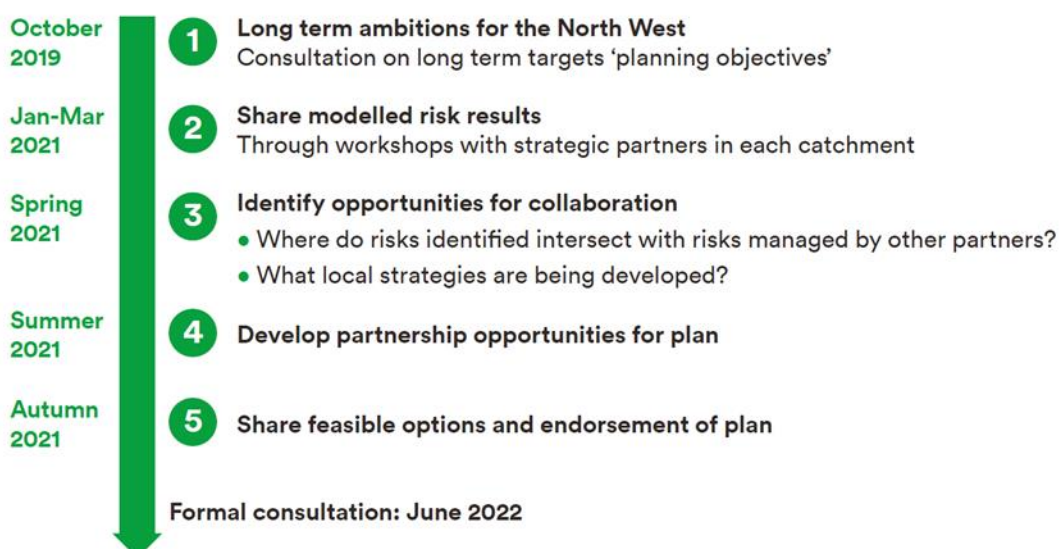 October
2019
1
Long term ambitions for the North West
Consultation on long term targets ‘planning objectives’
Jan-Mar
2021
2
Share modelled risk results
Through workshops with strategic partners in each catchment
Spring
2021
3
Identify opportunities for collaboration
• Where do risks identified intersect with risks managed by other partners?
• What local strategies are being developed?
Summer
2021
4
Develop partnership opportunities for plan
Autumn
2021
5
Share feasible options and endorsement of plan
Formal consultation: June 2022